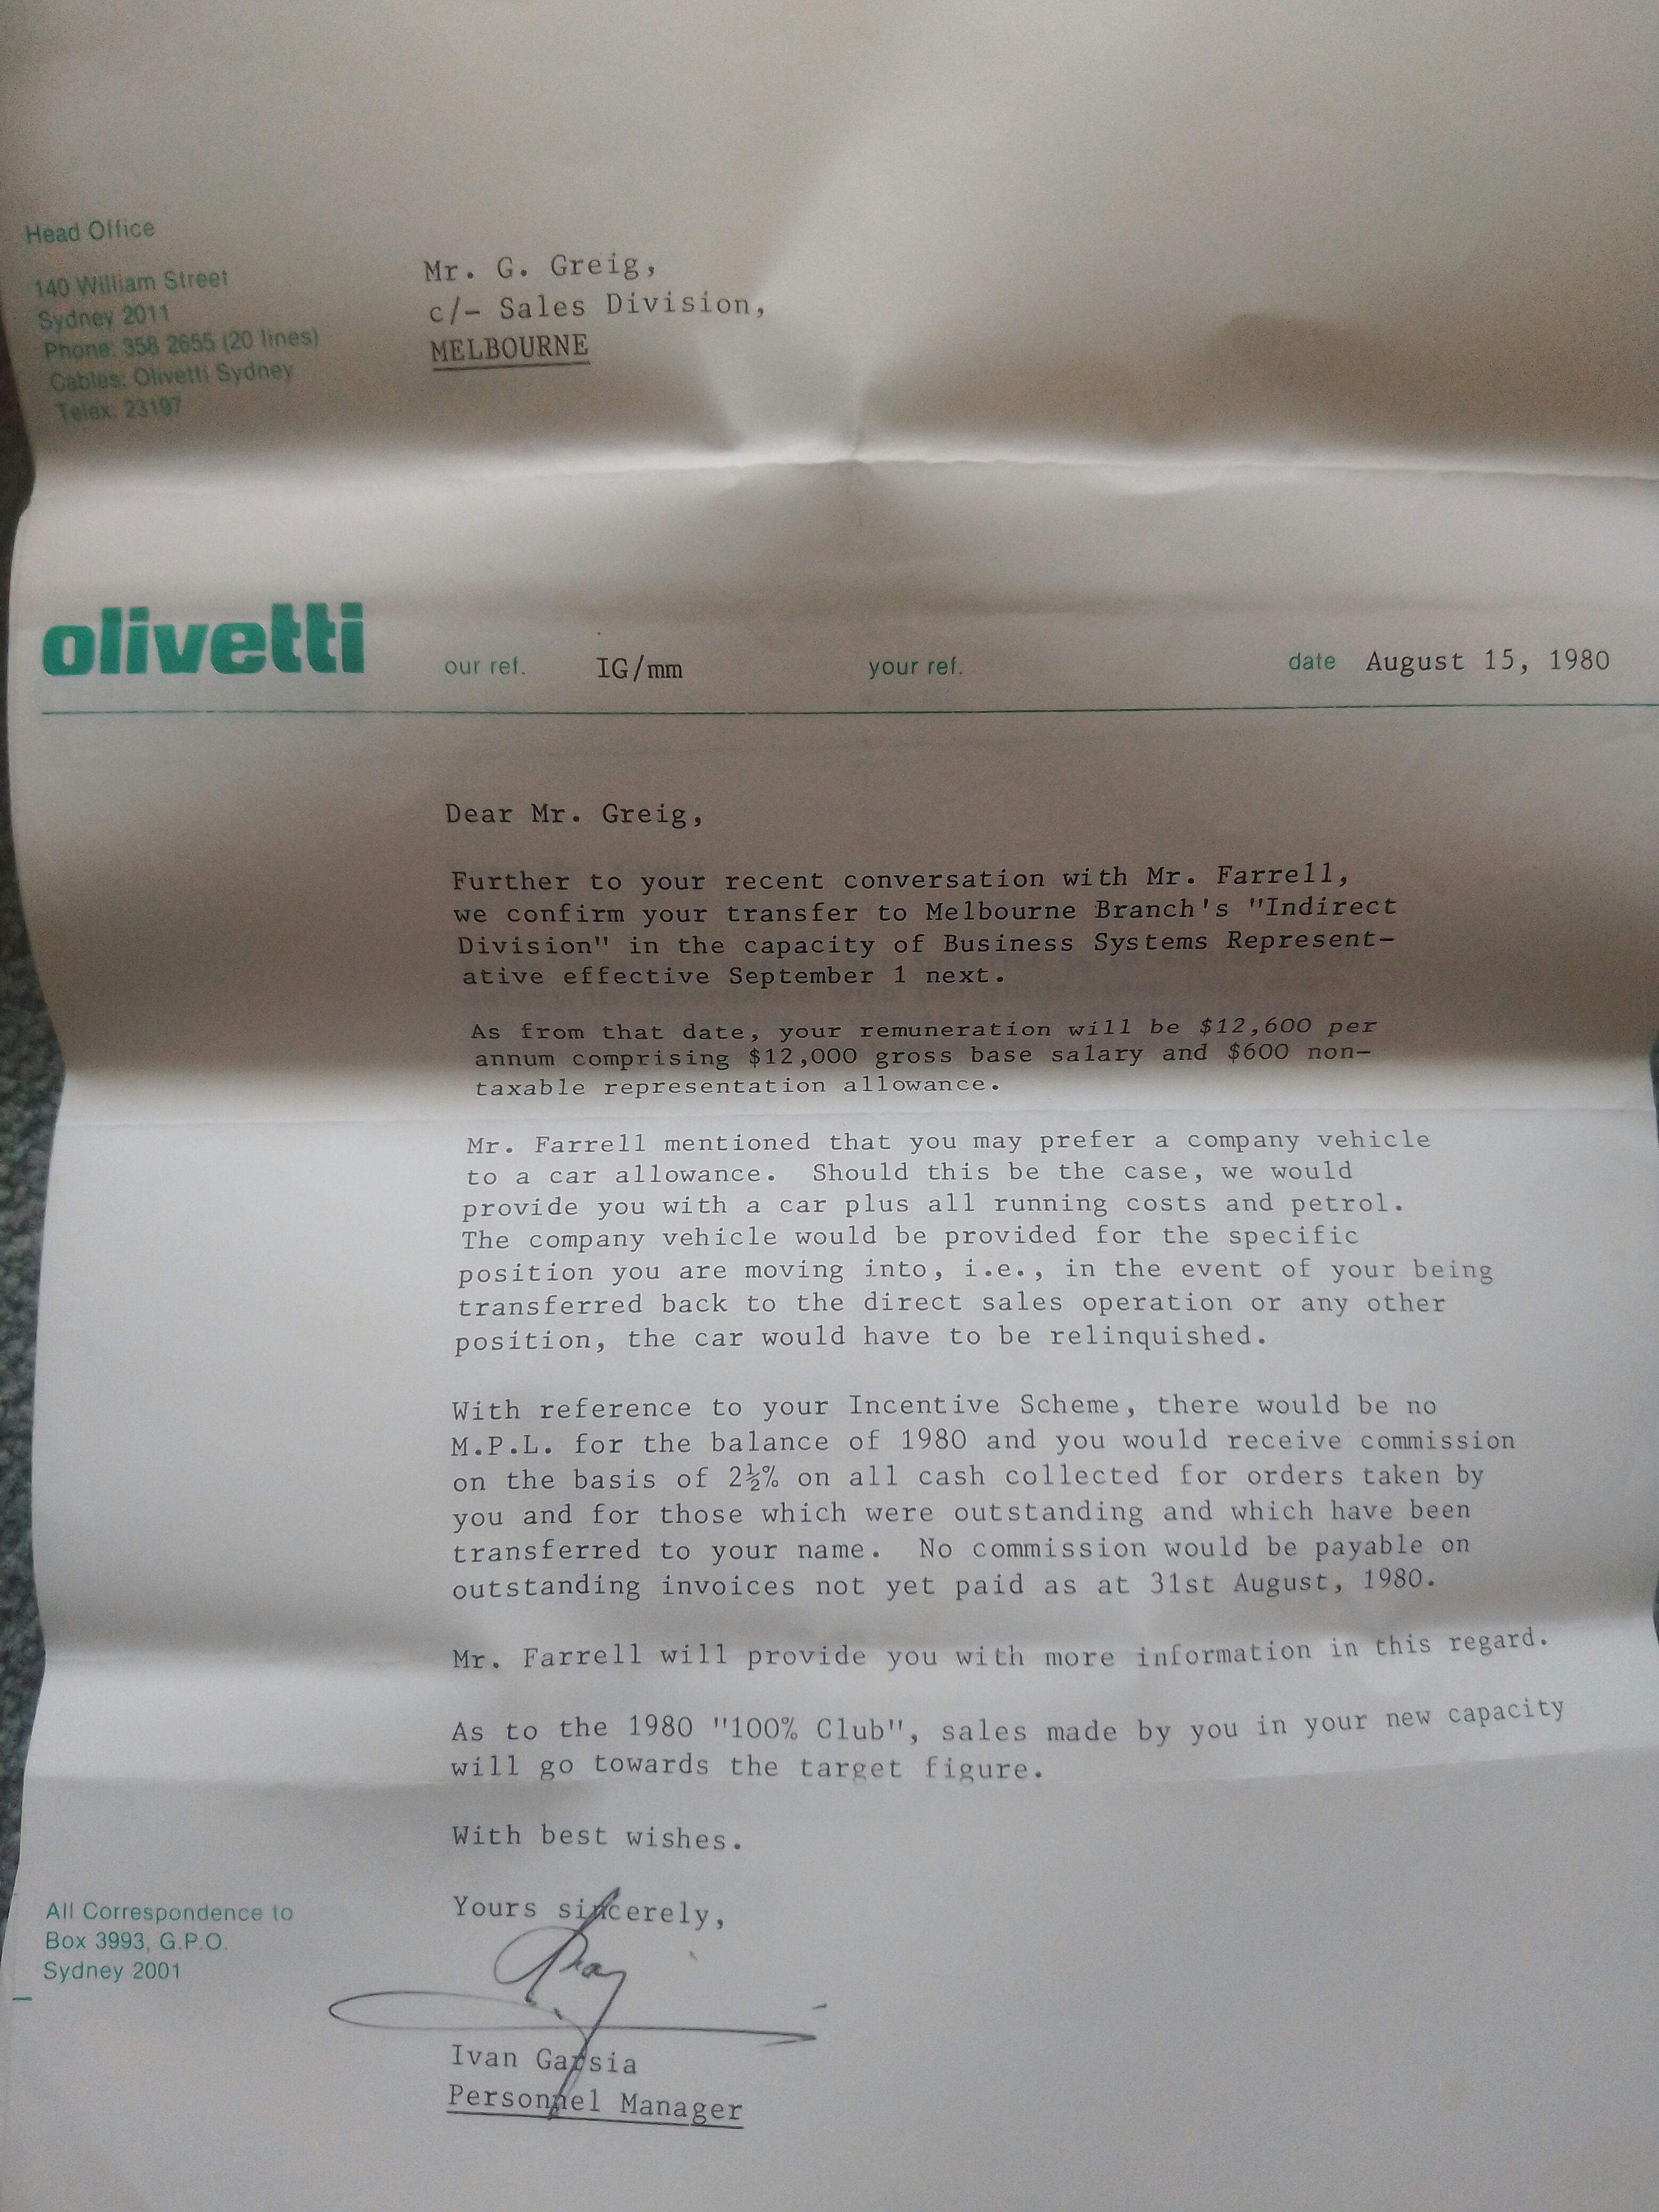 Head Office
140 William Street
Sydney 2011
Phone: 358 2655 (20 lines)
Cables: Olivetti Sydney
Telex: 23197
Mr. G. Greig,
c/- Sales Division,
MELBOURNE
olivetti
our ref. IG/mm your ref. date August 15, 1980
Dear Mr. Greig,
Further to your recent conversation with Mr. Farrell,
we confirm your transfer to Melbourne Branch's "Indirect
Division" in the capacity of Business Systems Represent-
ative effective September 1 next.
As from that date, your remuneration will be $12,600 per
annum comprising $12,000 gross base salary and $600 non-
taxable representation allowance.
Mr. Farrell mentioned that you may prefer a company vehicle
to a car allowance. Should this be the case, we would
provide you with a car plus all running costs and petrol.
The company vehicle would be provided for the specific
position you are moving into, i.e., in the event of your being
transferred back to the direct sales operation or any other
position, the car would have to be relinquished.
With reference to your Incentive Scheme, there would be no
M.P.L. for the balance of 1980 and you would receive commission
on the basis of 2½% on all cash collected for orders taken by
you and for those which were outstanding and which have been
transferred to your name. No commission would be payable on
outstanding invoices not yet paid as at 31st August, 1980.
Mr. Farrell will provide you with more information in this regard.
As to the 1980 "100% Club", sales made by you in your new capacity
will go towards the target figure.
With best wishes.
Yours sincerely,
Ivan Garsia
Personnel Manager
All Correspondence to
Box 3993, G.P.O.
Sydney 2001